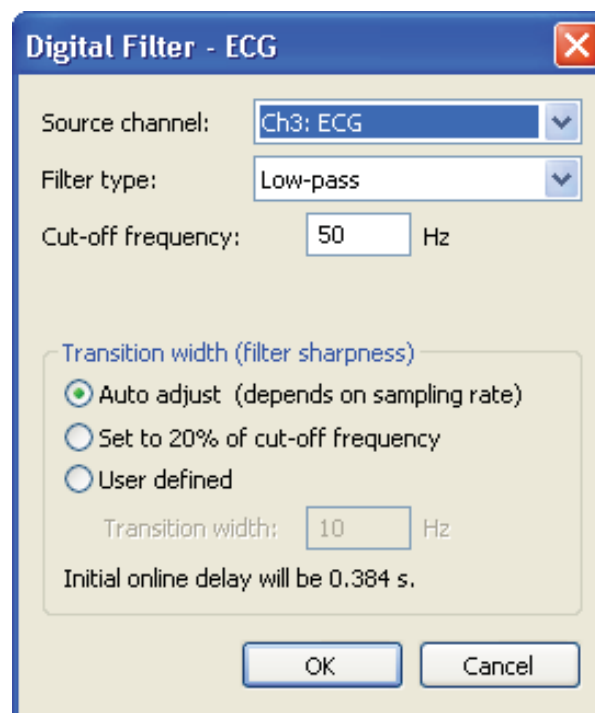 Digital Filter - ECG
Source channel: Ch3: ECG
Filter type: Low-pass
Cut-off frequency: 50 Hz
Transition width (filter sharpness)
Auto adjust (depends on sampling rate)
Set to 20% of cut-off frequency
User defined
Transition width: 10 Hz
Initial online delay will be 0.384 s.
OK Cancel